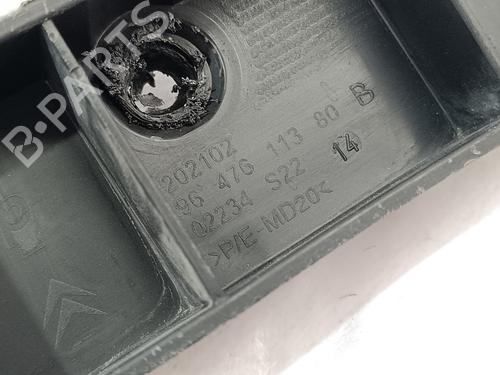 B-PARTS
202102
96 476 113 80 B
02234 S22 14
>P/E-MD20<